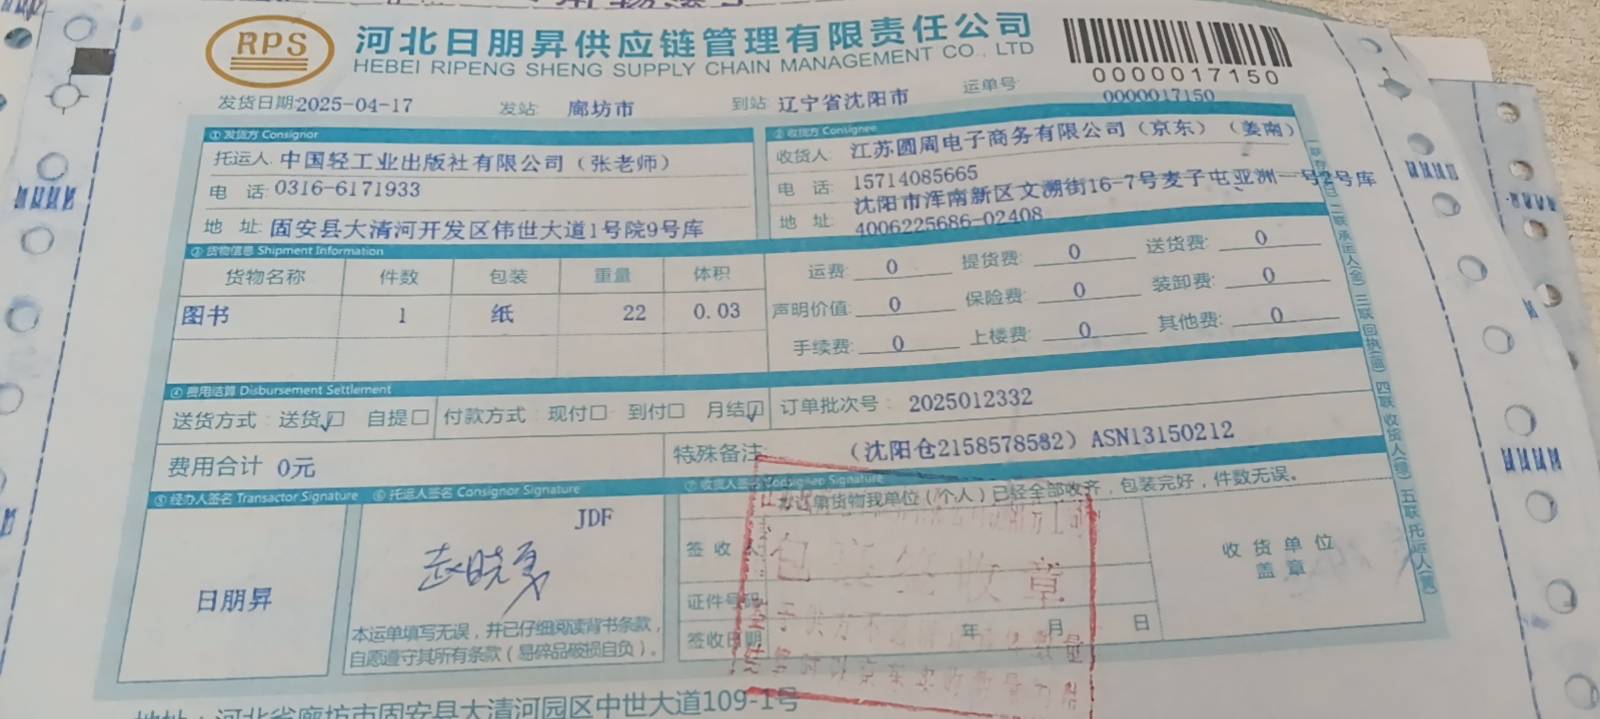 RPS
河北日朋昇供应链管理有限责任公司
HEBEI RIPENG SHENG SUPPLY CHAIN MANAGEMENT CO., LTD
0000017150
发货日期:2025-04-17 发站: 廊坊市 到站: 辽宁省沈阳市 运单号: 0000017150
① 发货方 Consignor
托运人: 中国轻工业出版社有限公司（张老师）
电 话: 0316-6171933
地 址: 固安县大清河开发区伟世大道1号院9号库
② 收货方 Consignee
收货人: 江苏圆周电子商务有限公司（京东）（姜南）
电 话: 15714085665
地 址: 沈阳市浑南新区文溯街16-7号麦子屯亚洲一号2号库
4006225686-02408
③ 货物信息 Shipment Information
货物名称 件数 包装 重量 体积
图书 1 纸 22 0.03
运费: 0 提货费: 0 送货费: 0
声明价值: 0 保险费: 0 装卸费: 0
手续费: 0 上楼费: 0 其他费: 0
④ 费用结算 Disbursement Settlement
送货方式: 送货☑ 自提□ 付款方式: 现付□ 到付□ 月结☑ 订单批次号: 2025012332
费用合计 0元
特殊备注: （沈阳仓2158578582）ASN13150212
⑤ 经办人签名 Transactor Signature
日朋昇
⑥ 托运人签名 Consignor Signature
JDF
本运单填写无误，并已仔细阅读背书条款，
自愿遵守其所有条款（易碎品破损自负）。
⑦ 收货人签名 Consignee Signature
货物我单位（个人）已经全部收齐，包装完好，件数无误。
签 收 人
证件号码
签收日期 年 月 日
收货单位
盖章
收 章
地址：河北省廊坊市固安县大清河园区中世大道109-1号